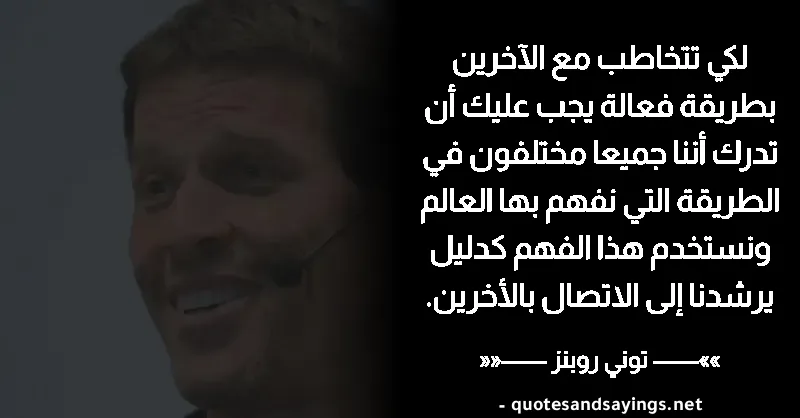 لكي تتخاطب مع الآخرين
بطريقة فعالة يجب عليك أن
تدرك أننا جميعا مختلفون في
الطريقة التي نفهم بها العالم
ونستخدم هذا الفهم كدليل
يرشدنا إلى الاتصال بالأخرين.
»»—— توني روبنز ——««
- quotesandsayings.net